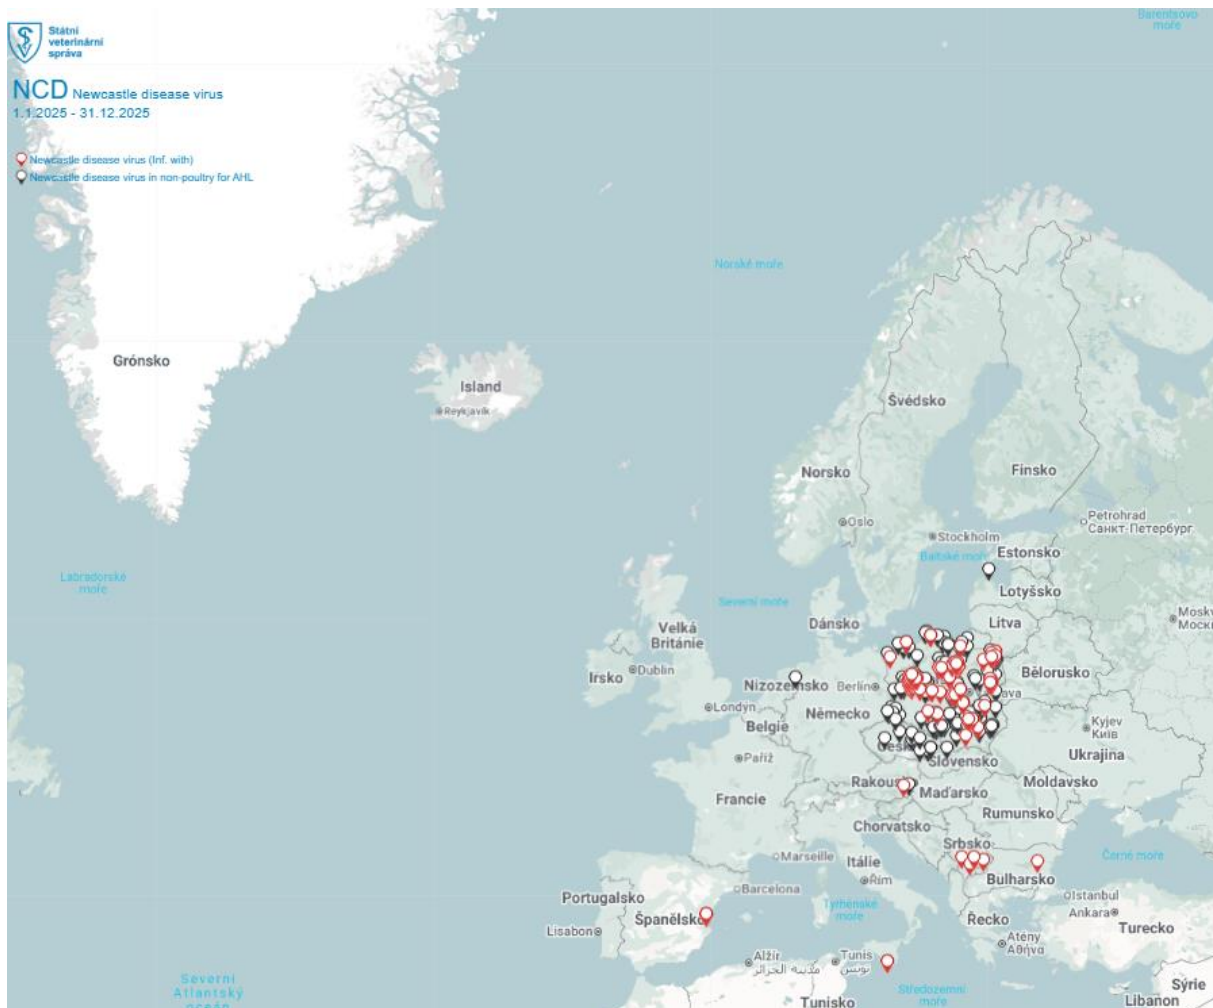 Státní
veterinární
správa
Barentsovo
moře
NCD Newcastle disease virus
1.1.2025 - 31.12.2025
Newcastle disease virus (Inf. with)
Newcastle disease virus in non-poultry for AHL
Norské moře
Grónsko
Island
Reykjavík
Švédsko
Norsko
Finsko
Oslo
Petrohrad
Санкт-Петербург
Stockholm
Estonsko
Baltské moře
Labradorské
moře
Lotyšsko
Severní moře
Dánsko
Litva
Velká
Británie
Irsko
Dublin
Bělorusko
Nizozemsko
Berlín
Londýn
Německo
Belgie
Kyjev
Київ
Ukrajina
Paříž
Slovensko
Rakousko
Maďarsko
Moldavsko
Francie
Rumunsko
Chorvatsko
Srbsko
Marseille
Itálie
Černé moře
Řím
Bulharsko
Barcelona
Portugalsko
Istanbul
Tyrhénské
moře
Španělsko
Řecko
Ankara
Turecko
Lisabon
Atény
Αθήνα
Alžír
مدينة الجزائر
Tunis
تونس
Severní
Atlantský
oceán
Středozemní
moře
Tunisko
Sýrie
Libanon